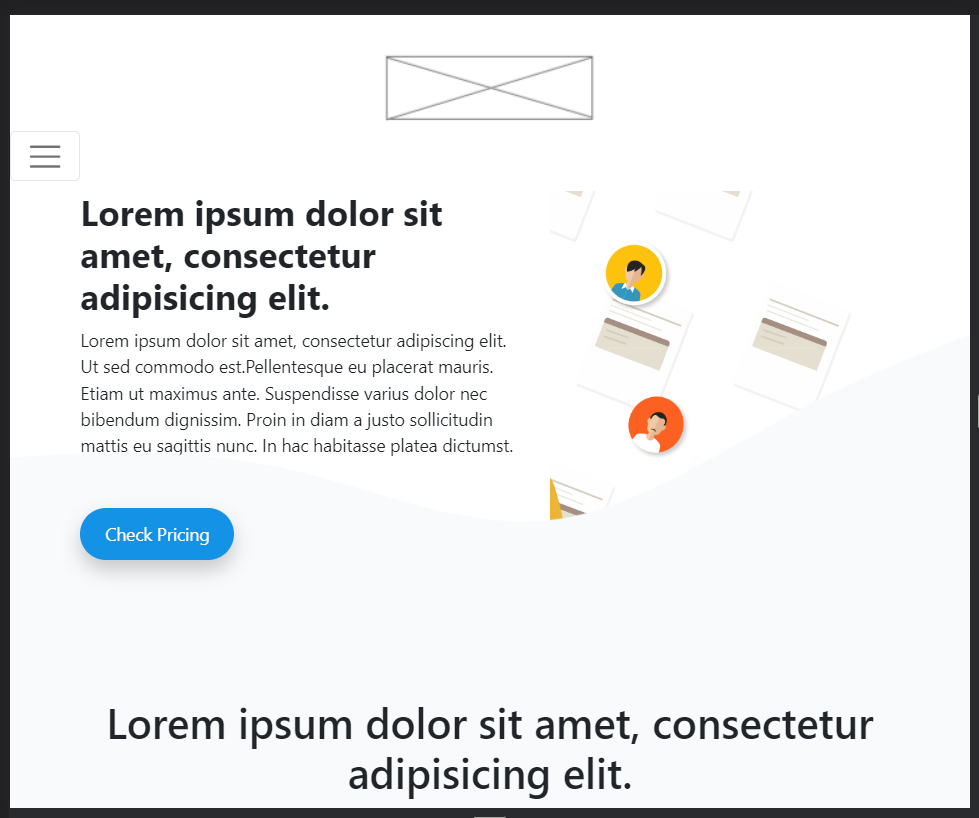 Lorem ipsum dolor sit
amet, consectetur
adipisicing elit.
Lorem ipsum dolor sit amet, consectetur adipiscing elit.
Ut sed commodo est.Pellentesque eu placerat mauris.
Etiam ut maximus ante. Suspendisse varius dolor nec
bibendum dignissim. Proin in diam a justo sollicitudin
mattis eu sagittis nunc. In hac habitasse platea dictumst.
Check Pricing
Lorem ipsum dolor sit amet, consectetur
adipisicing elit.